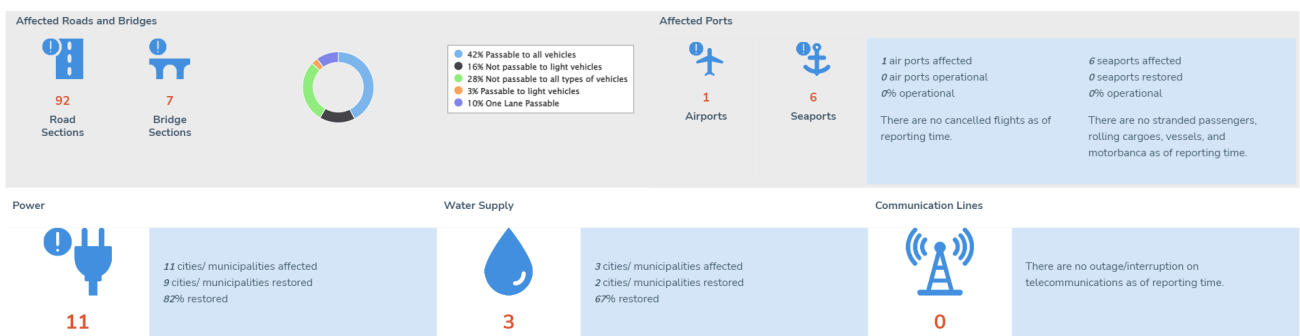 Affected Roads and Bridges
92
Road
Sections
7
Bridge
Sections
42% Passable to all vehicles
16% Not passable to light vehicles
28% Not passable to all types of vehicles
3% Passable to light vehicles
10% One Lane Passable
Affected Ports
1
Airports
6
Seaports
1 air ports affected
0 air ports operational
0% operational
There are no cancelled flights as of
reporting time.
6 seaports affected
0 seaports restored
0% operational
There are no stranded passengers,
rolling cargoes, vessels, and
motorbanca as of reporting time.
Power
11
11 cities/ municipalities affected
9 cities/ municipalities restored
82% restored
Water Supply
3
3 cities/ municipalities affected
2 cities/ municipalities restored
67% restored
Communication Lines
0
There are no outage/interruption on
telecommunications as of reporting time.